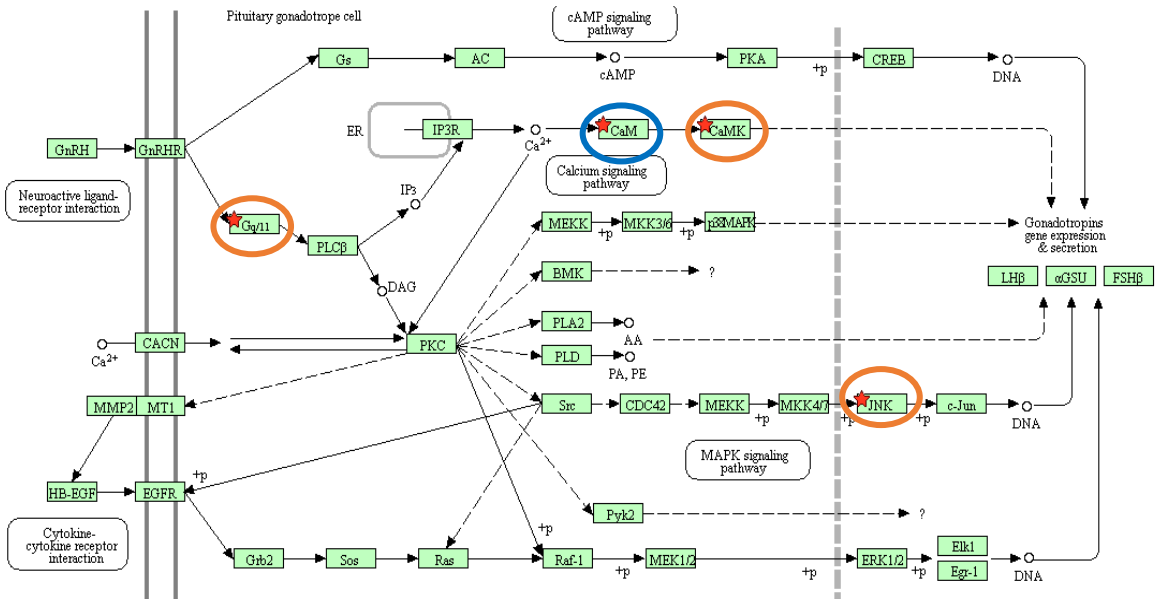 Pituitary gonadotrope cell
cAMP signaling
pathway
Gs
AC
cAMP
PKA
+p
CREB
DNA
ER
IP3R
Ca2+
CaM
CaMK
GnRH
GnRHR
Calcium signaling
pathway
Neuroactive ligand-
receptor interaction
IP3
Gq/11
PLCβ
MEKK
+p
MKK3/6
+p
p38MAPK
Gonadotropins
gene expression
& secretion
BMK
?
LHβ
αGSU
FSHβ
DAG
PLA2
AA
Ca2+
CACN
PKC
PLD
PA, PE
MMP2
MT1
Src
CDC42
MEKK
+p
MKK4/7
+p
JNK
+p
c-Jun
DNA
MAPK signaling
pathway
+p
HB-EGF
EGFR
Pyk2
?
+p
Cytokine-
cytokine receptor
interaction
Grb2
Sos
Ras
Raf-1
+p
MEK1/2
+p
ERK1/2
+p
Elk1
Egr-1
DNA